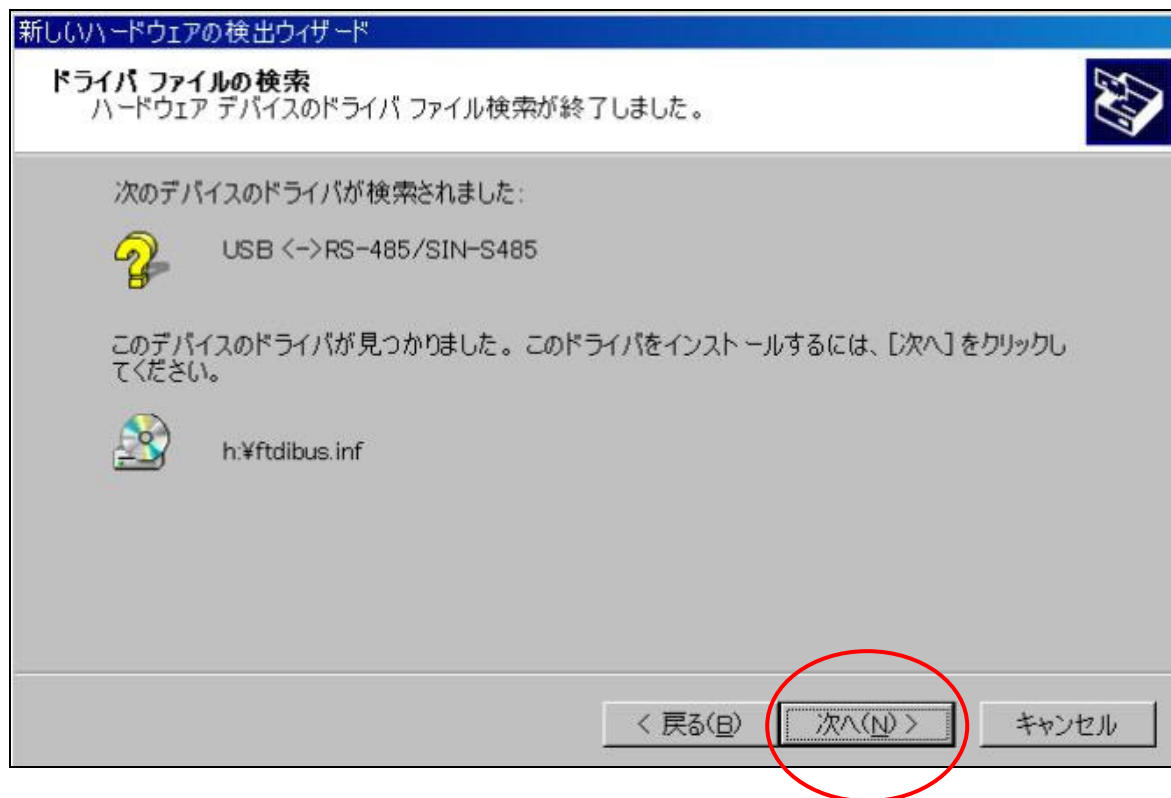 新しいハードウェアの検出ウィザード
ドライバ ファイルの検索
ハードウェア デバイスのドライバ ファイル検索が終了しました。
次のデバイスのドライバが検索されました:
USB <->RS-485/SIN-S485
このデバイスのドライバが見つかりました。このドライバをインストールするには、[次へ] をクリックし
てください。
h:¥ftdibus.inf
< 戻る(B)
次へ(N) >
キャンセル